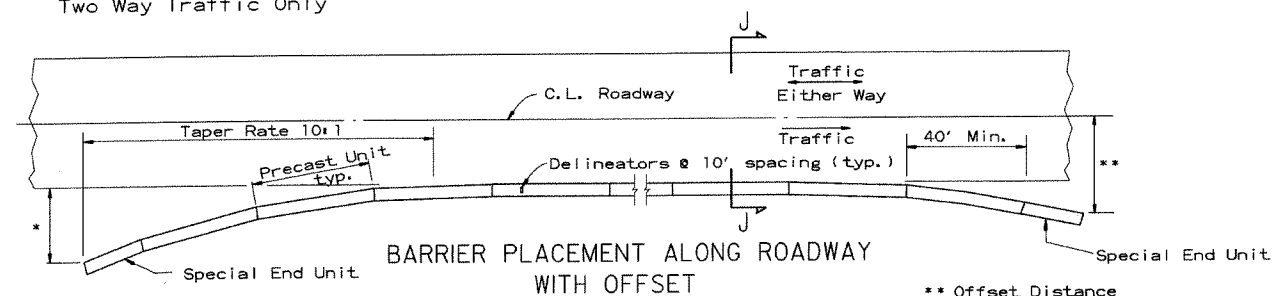 Two Way Traffic Only
J
Traffic
Either Way
C.L. Roadway
Taper Rate 10:1
Traffic
40' Min.
Precast Unit
typ.
Delineators @ 10' spacing (typ.)
**
*
J
BARRIER PLACEMENT ALONG ROADWAY
WITH OFFSET
Special End Unit
Special End Unit
** Offset Distance